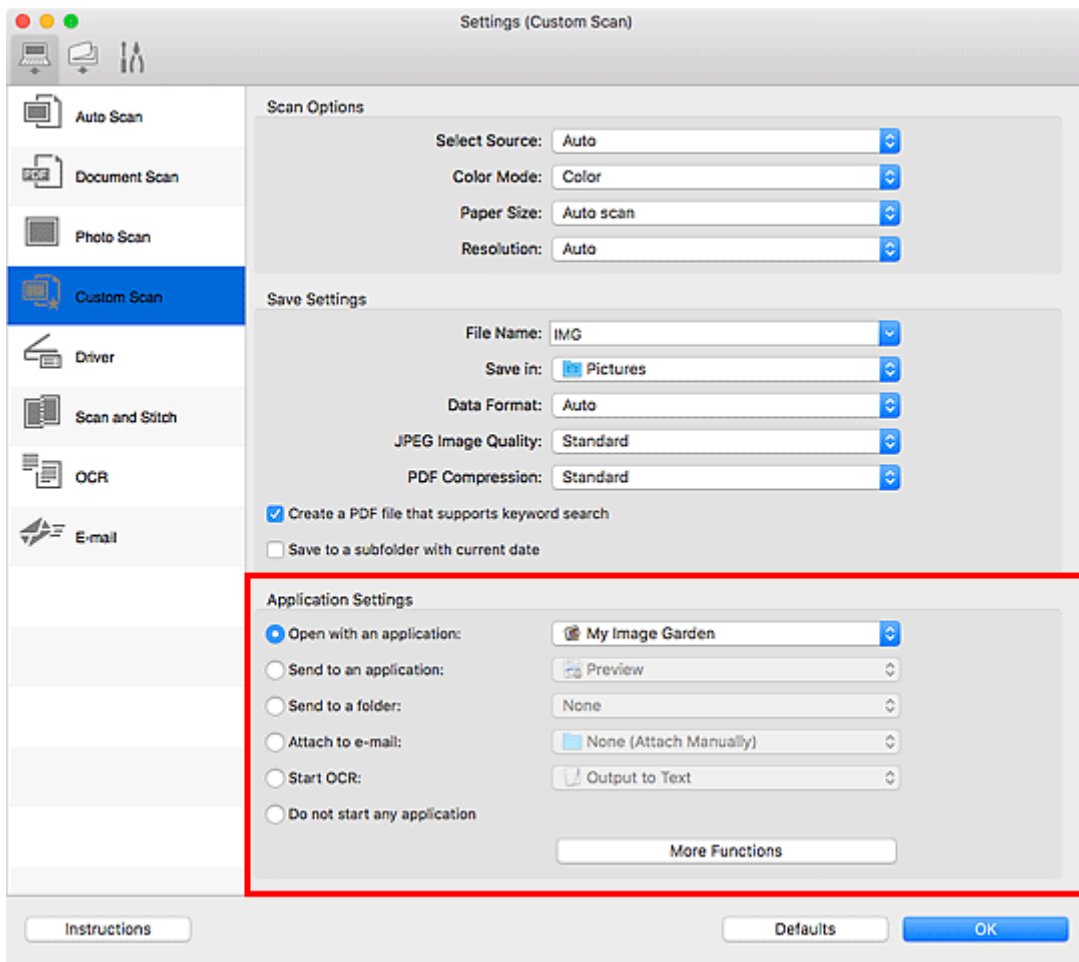 Settings (Custom Scan)
Auto Scan
PDF
Document Scan
Photo Scan
Custom Scan
Driver
Scan and Stitch
OCR
E-mail
Scan Options
Select Source: Auto
Color Mode: Color
Paper Size: Auto scan
Resolution: Auto
Save Settings
File Name: IMG
Save in: Pictures
Data Format: Auto
JPEG Image Quality: Standard
PDF Compression: Standard
Create a PDF file that supports keyword search
Save to a subfolder with current date
Application Settings
Open with an application: My Image Garden
Send to an application: Preview
Send to a folder: None
Attach to e-mail: None (Attach Manually)
Start OCR: Output to Text
Do not start any application
More Functions
Instructions Defaults OK